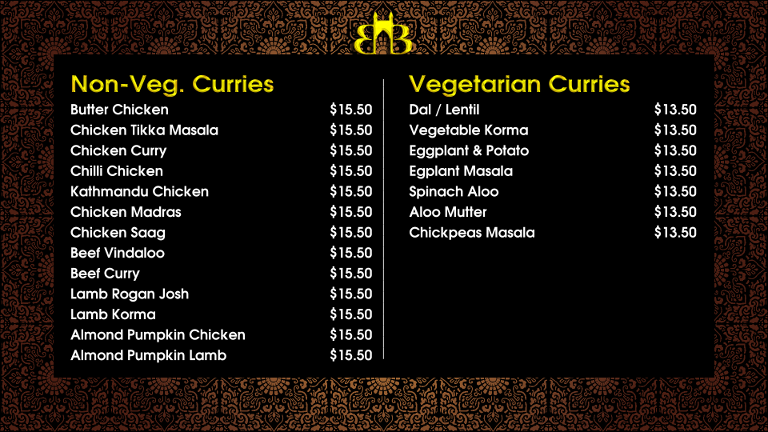 Non-Veg. Curries
Butter Chicken $15.50
Chicken Tikka Masala $15.50
Chicken Curry $15.50
Chilli Chicken $15.50
Kathmandu Chicken $15.50
Chicken Madras $15.50
Chicken Saag $15.50
Beef Vindaloo $15.50
Beef Curry $15.50
Lamb Rogan Josh $15.50
Lamb Korma $15.50
Almond Pumpkin Chicken $15.50
Almond Pumpkin Lamb $15.50
Vegetarian Curries
Dal / Lentil $13.50
Vegetable Korma $13.50
Eggplant & Potato $13.50
Egplant Masala $13.50
Spinach Aloo $13.50
Aloo Mutter $13.50
Chickpeas Masala $13.50